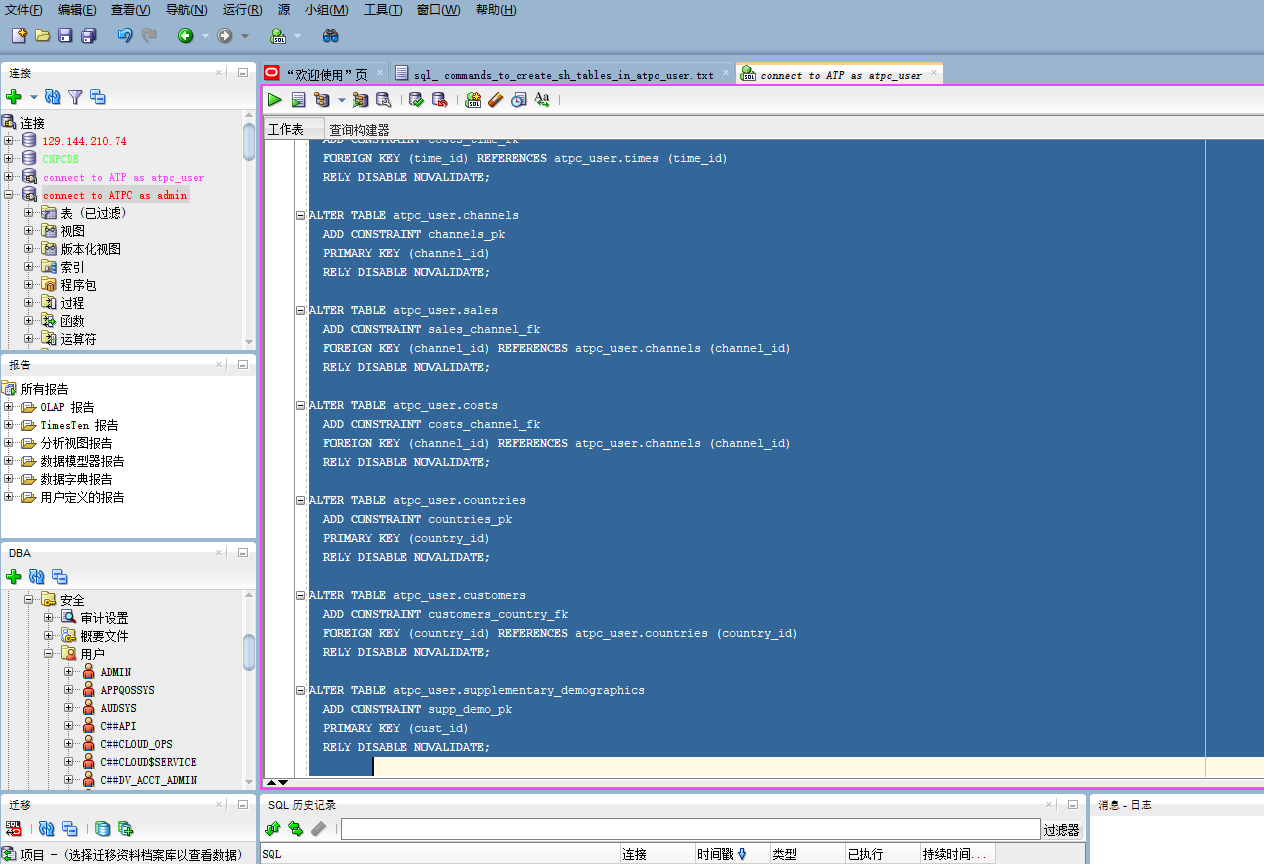 文件(F) 编辑(E) 查看(V) 导航(N) 运行(R) 源 小组(M) 工具(T) 窗口(W) 帮助(H)
连接
连接
129.144.210.74
CNPCDB
connect to ATP as atpc_user
connect to ATPC as admin
表 (已过滤)
视图
版本化视图
索引
程序包
过程
函数
运算符
报告
所有报告
OLAP 报告
TimesTen 报告
分析视图报告
数据模型器报告
数据字典报告
用户定义的报告
DBA
安全
审计设置
概要文件
用户
ADMIN
APPQOSSYS
AUDSYS
C##API
C##CLOUD_OPS
C##CLOUD$SERVICE
C##DV_ACCT_ADMIN
迁移
项目 - (选择迁移资料档案库以查看数据)
“欢迎使用”页 sql_ commands_to_create_sh_tables_in_atpc_user.txt connect to ATP as atpc_user
工作表 查询构建器
ADD CONSTRAINT costs_time_fk
FOREIGN KEY (time_id) REFERENCES atpc_user.times (time_id)
RELY DISABLE NOVALIDATE;
ALTER TABLE atpc_user.channels
ADD CONSTRAINT channels_pk
PRIMARY KEY (channel_id)
RELY DISABLE NOVALIDATE;
ALTER TABLE atpc_user.sales
ADD CONSTRAINT sales_channel_fk
FOREIGN KEY (channel_id) REFERENCES atpc_user.channels (channel_id)
RELY DISABLE NOVALIDATE;
ALTER TABLE atpc_user.costs
ADD CONSTRAINT costs_channel_fk
FOREIGN KEY (channel_id) REFERENCES atpc_user.channels (channel_id)
RELY DISABLE NOVALIDATE;
ALTER TABLE atpc_user.countries
ADD CONSTRAINT countries_pk
PRIMARY KEY (country_id)
RELY DISABLE NOVALIDATE;
ALTER TABLE atpc_user.customers
ADD CONSTRAINT customers_country_fk
FOREIGN KEY (country_id) REFERENCES atpc_user.countries (country_id)
RELY DISABLE NOVALIDATE;
ALTER TABLE atpc_user.supplementary_demographics
ADD CONSTRAINT supp_demo_pk
PRIMARY KEY (cust_id)
RELY DISABLE NOVALIDATE;
SQL 历史记录
过滤器
SQL 连接 时间戳 类型 已执行 持续时间...
消息 - 日志